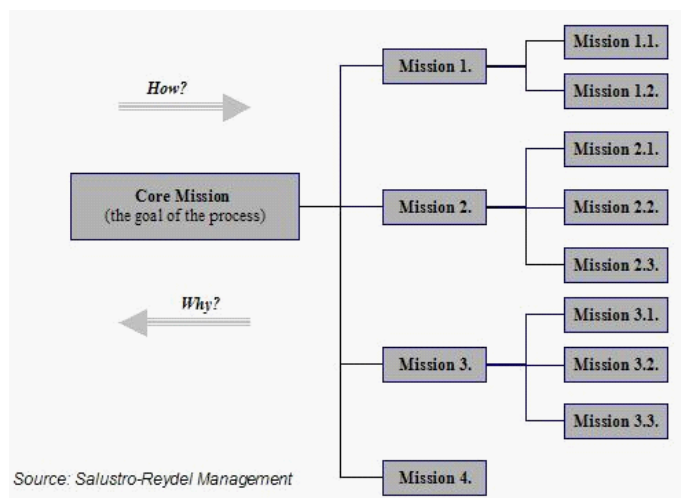 How?
Core Mission
(the goal of the process)
Why?
Mission 1.
Mission 1.1.
Mission 1.2.
Mission 2.
Mission 2.1.
Mission 2.2.
Mission 2.3.
Mission 3.
Mission 3.1.
Mission 3.2.
Mission 3.3.
Mission 4.
Source: Salustro-Reydel Management